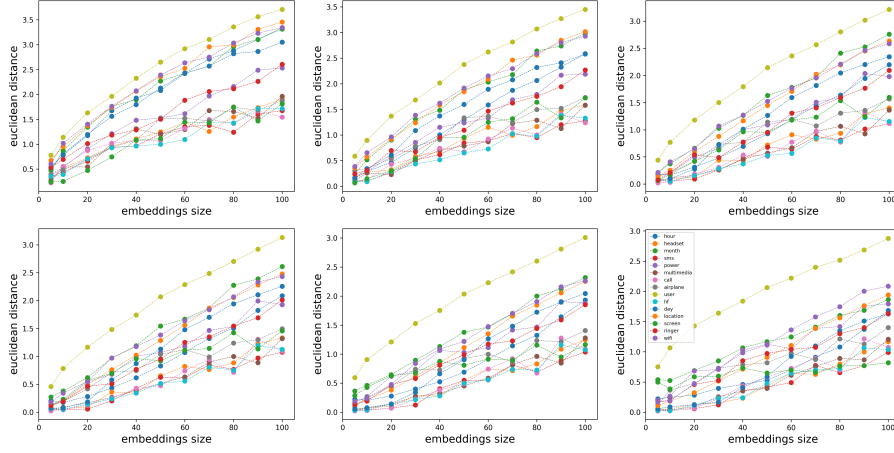 3.5
3.0
2.5
2.0
1.5
1.0
0.5
euclidean distance
0 20 40 60 80 100
embeddings size
3.5
3.0
2.5
2.0
1.5
1.0
0.5
0.0
euclidean distance
0 20 40 60 80 100
embeddings size
3.0
2.5
2.0
1.5
1.0
0.5
0.0
euclidean distance
0 20 40 60 80 100
embeddings size
3.0
2.5
2.0
1.5
1.0
0.5
0.0
euclidean distance
0 20 40 60 80 100
embeddings size
3.0
2.5
2.0
1.5
1.0
0.5
0.0
euclidean distance
0 20 40 60 80 100
embeddings size
3.0
2.5
2.0
1.5
1.0
0.5
0.0
euclidean distance
hour
headset
month
sms
power
multimedia
call
airplane
user
hf
day
location
screen
ringer
wifi
0 20 40 60 80 100
embeddings size